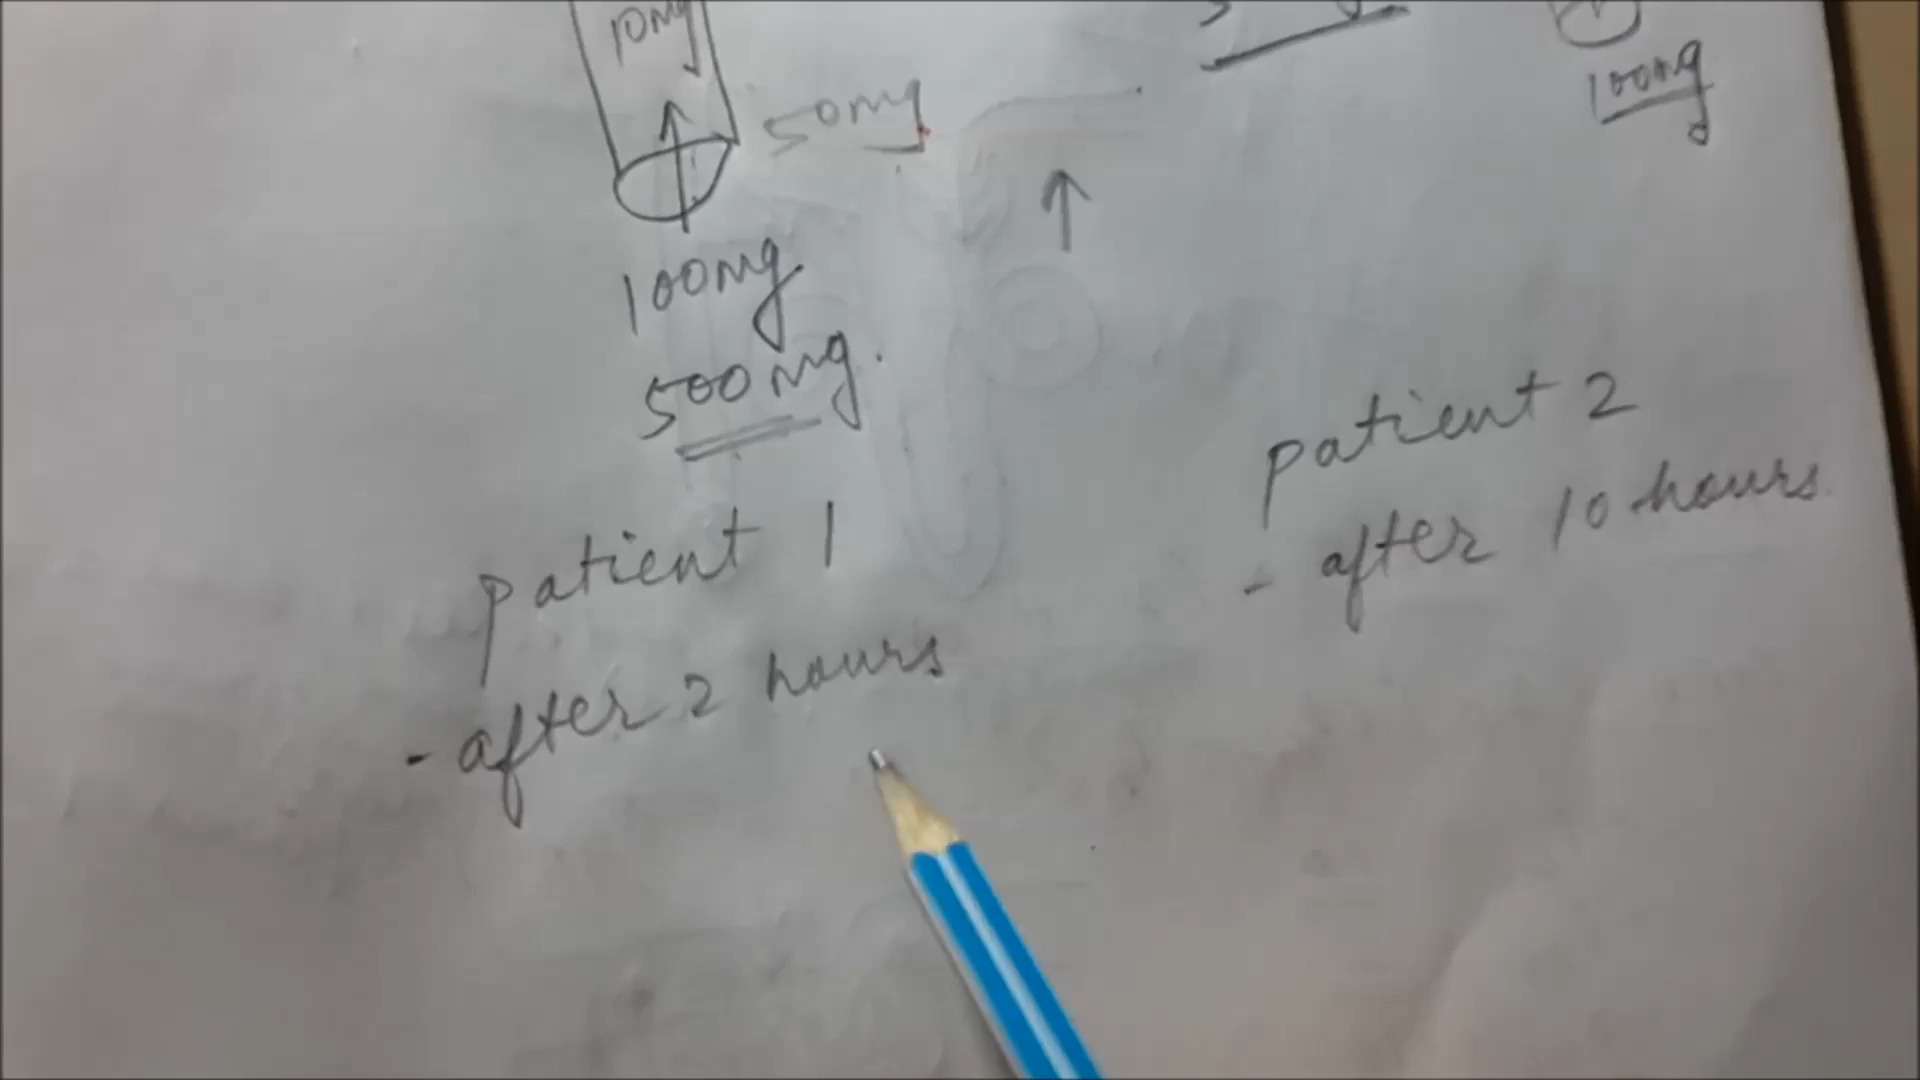 10mg
50mg
100mg
100mg
500mg.
patient 1
- after 2 hours
patient 2
- after 10 hours